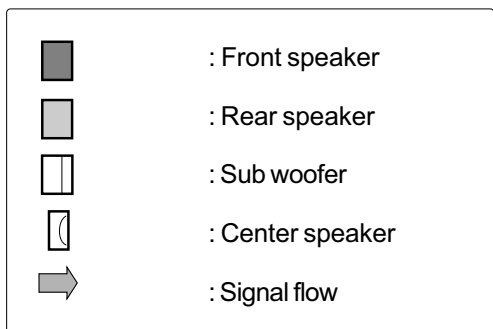 : Front speaker
: Rear speaker
: Sub woofer
: Center speaker
: Signal flow